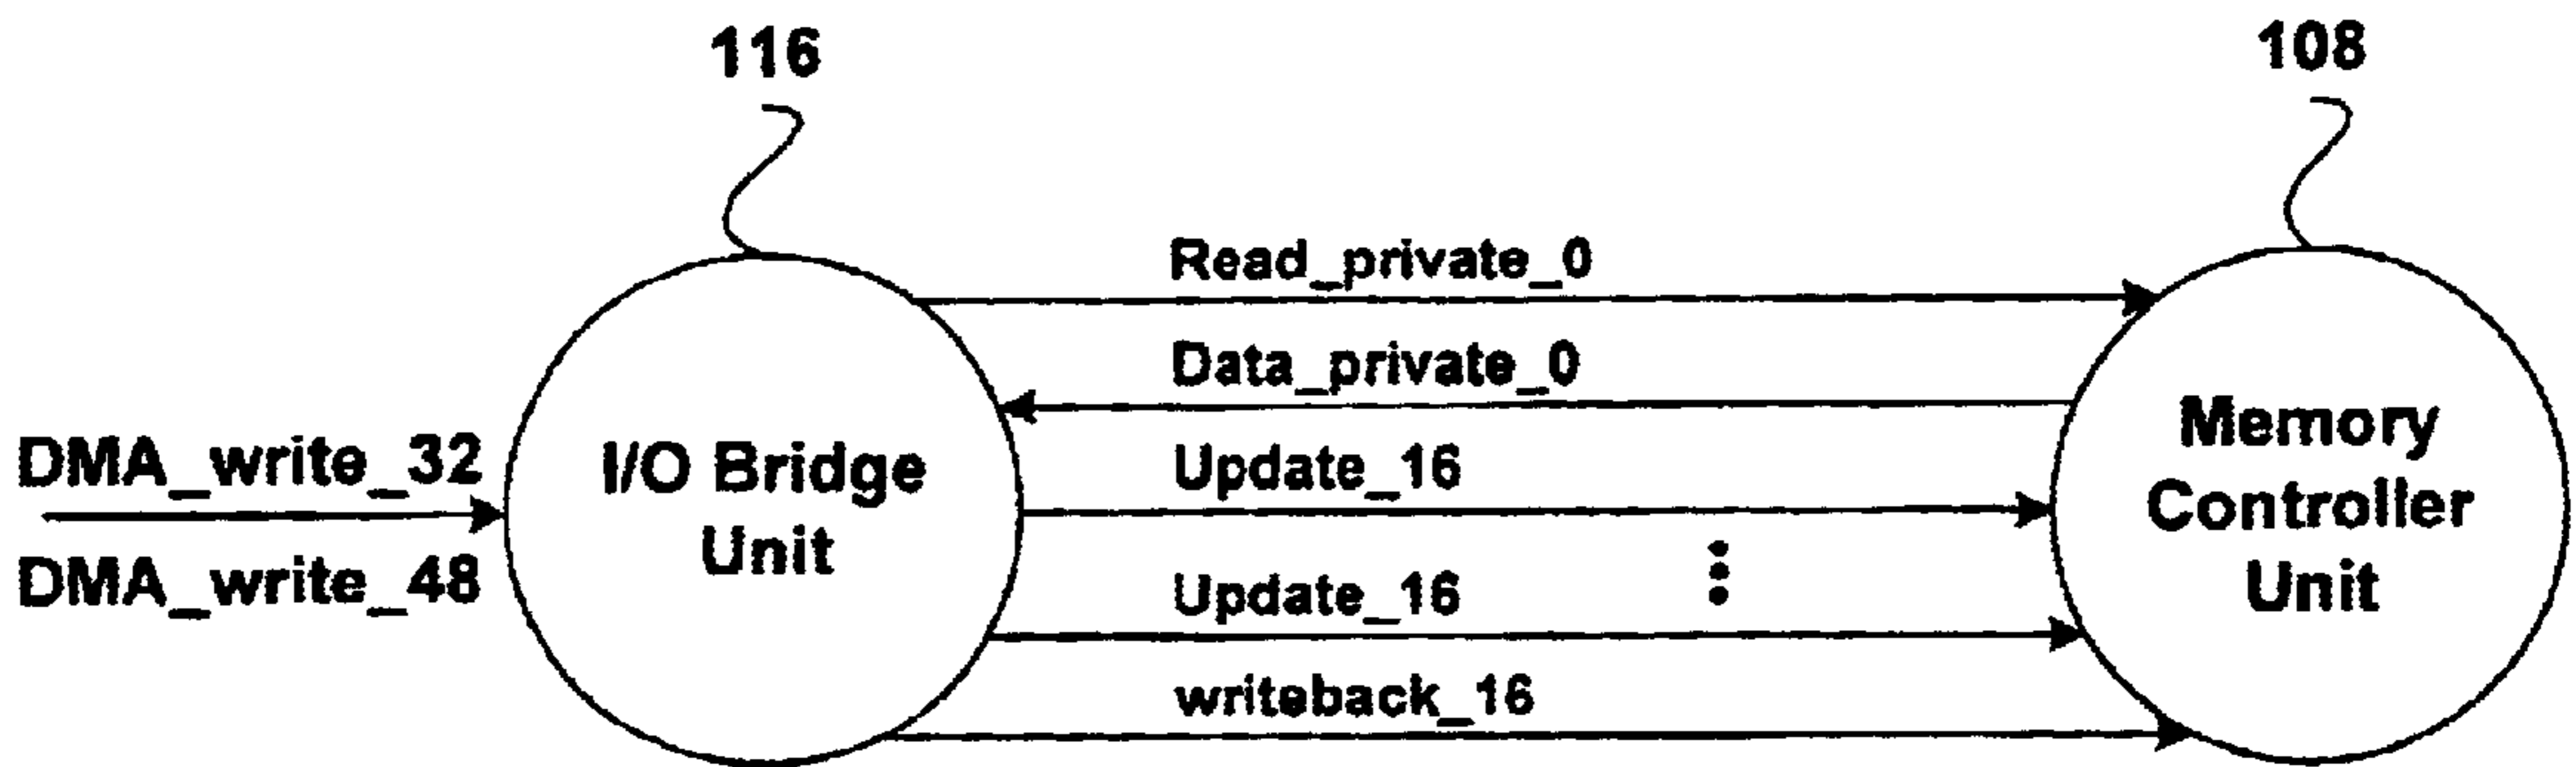 116
108
Read_private_0
Data_private_0
DMA_write_32
I/O Bridge
Unit
Update_16
Memory
Controller
Unit
DMA_write_48
Update_16
writeback_16